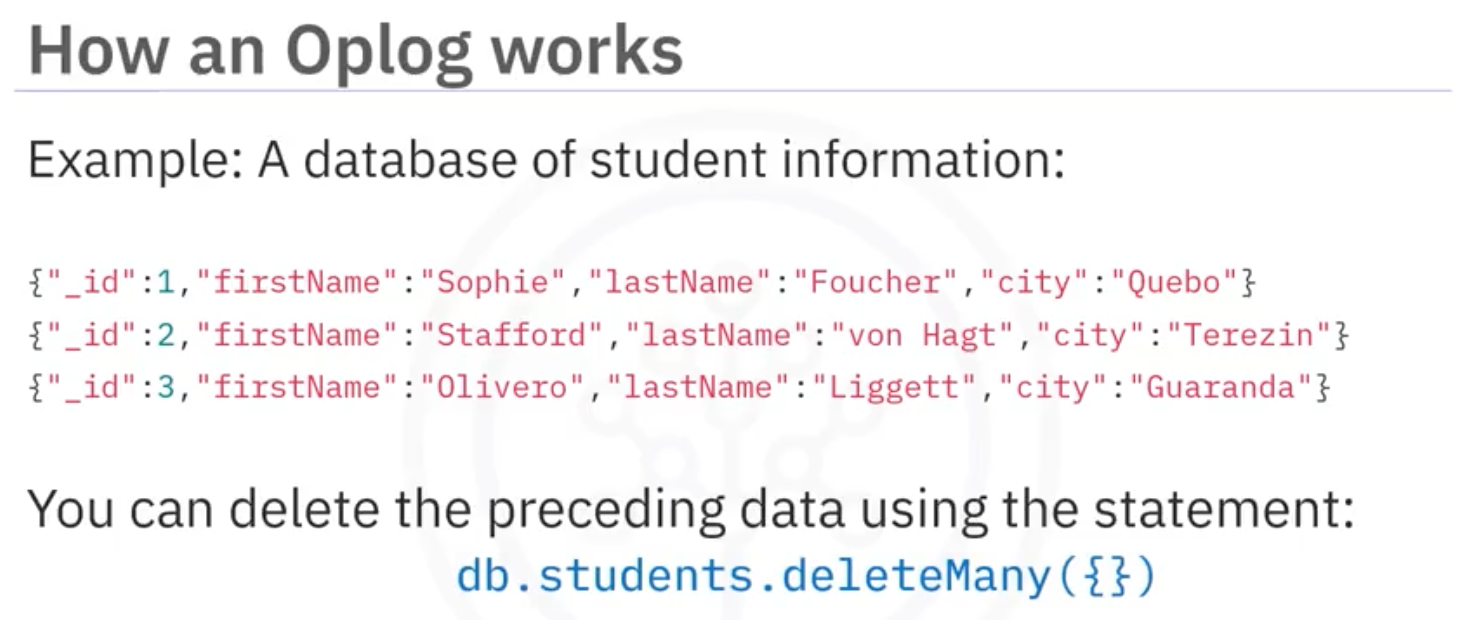 How an Oplog works
Example: A database of student information:
{"_id":1,"firstName":"Sophie","lastName":"Foucher","city":"Quebo"}
{"_id":2,"firstName":"Stafford","lastName":"von Hagt","city":"Terezin"}
{"_id":3,"firstName":"Olivero","lastName":"Liggett","city":"Guaranda"}
You can delete the preceding data using the statement:
db.students.deleteMany({})